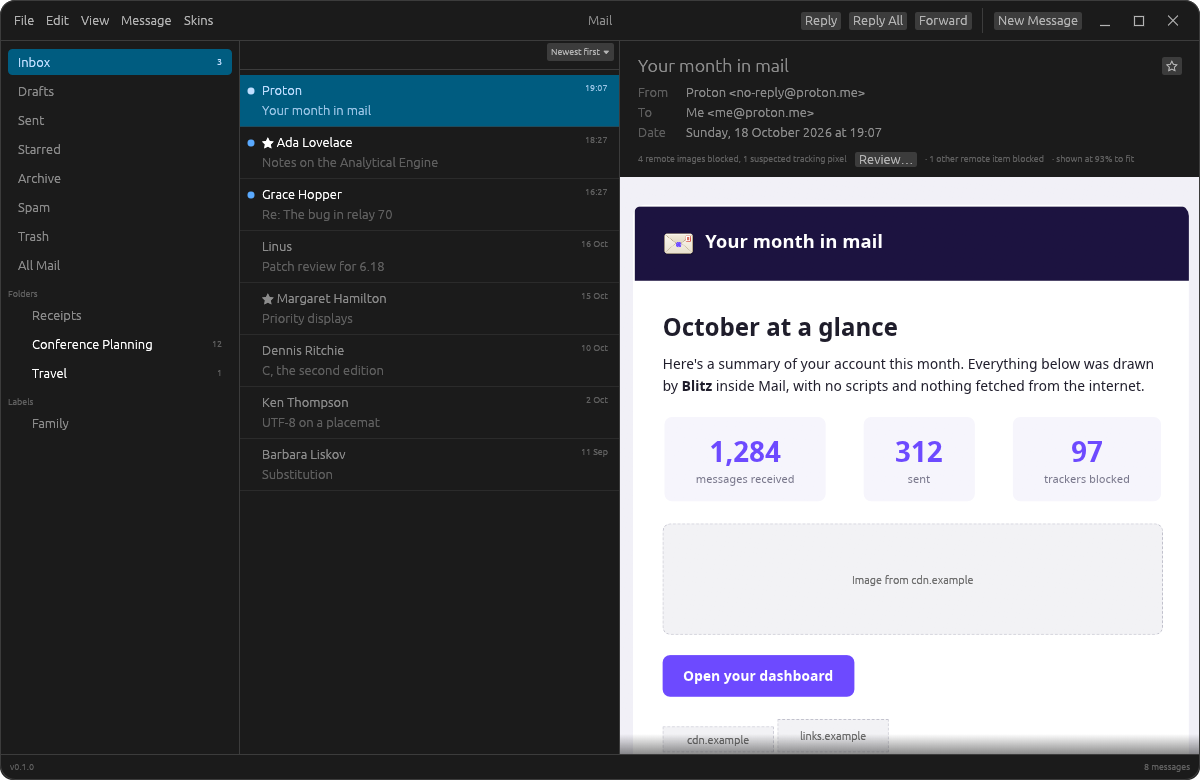 File Edit View Message Skins
Mail
Reply Reply All Forward New Message
Inbox 3
Drafts
Sent
Starred
Archive
Spam
Trash
All Mail
Folders
Receipts
Conference Planning 12
Travel 1
Labels
Family
Newest first
Proton 19:07
Your month in mail
Ada Lovelace 18:27
Notes on the Analytical Engine
Grace Hopper 16:27
Re: The bug in relay 70
Linus 16 Oct
Patch review for 6.18
Margaret Hamilton 15 Oct
Priority displays
Dennis Ritchie 10 Oct
C, the second edition
Ken Thompson 2 Oct
UTF-8 on a placemat
Barbara Liskov 11 Sep
Substitution
Your month in mail
From Proton <no-reply@proton.me>
To Me <me@proton.me>
Date Sunday, 18 October 2026 at 19:07
4 remote images blocked, 1 suspected tracking pixel Review… · 1 other remote item blocked · shown at 93% to fit
Your month in mail
October at a glance
Here's a summary of your account this month. Everything below was drawn
by Blitz inside Mail, with no scripts and nothing fetched from the internet.
1,284 312 97
messages received sent trackers blocked
Image from cdn.example
Open your dashboard
cdn.example links.example
v0.1.0 8 messages